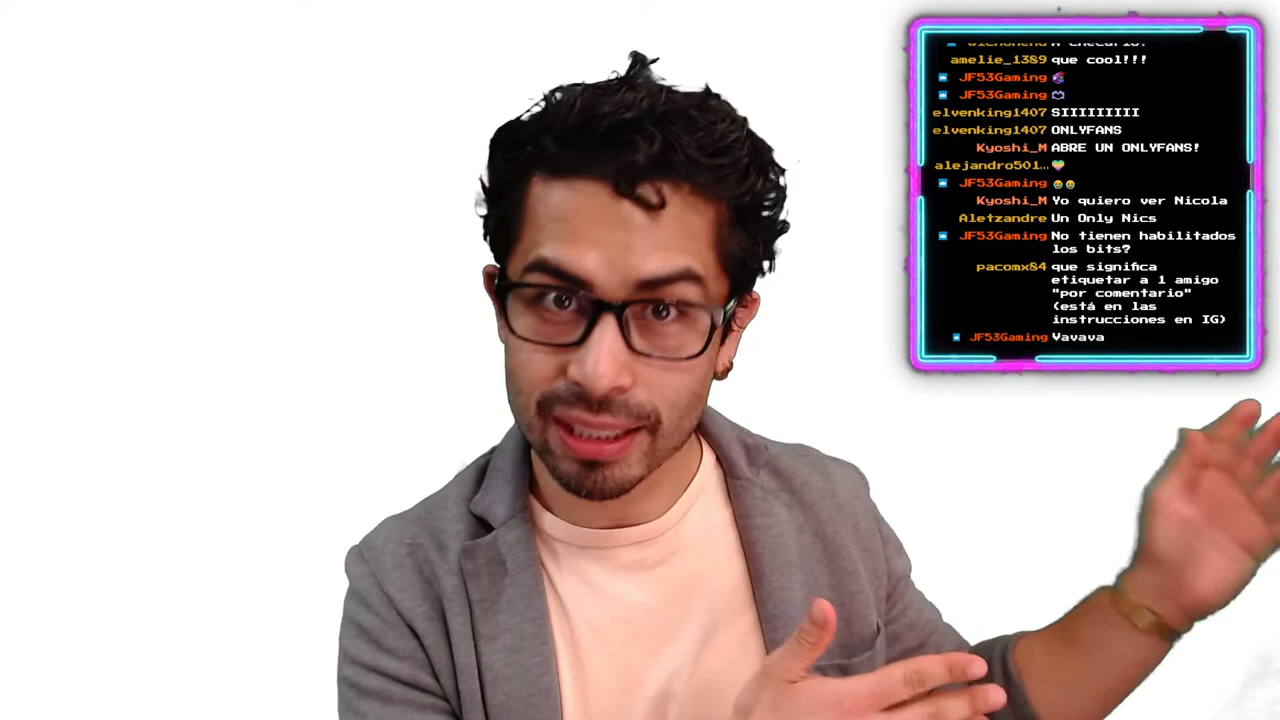 amelie_1389 que cool!!!
JF53Gaming
JF53Gaming
elvenking1407 SIIIIIIIII
elvenking1407 ONLYFANS
Kyoshi_M ABRE UN ONLYFANS!
alejandro501…
JF53Gaming
Kyoshi_M Yo quiero ver Nicola
Aletzandre Un Only Nics
JF53Gaming No tienen habilitados
los bits?
pacomx84 que significa
etiquetar a 1 amigo
"por comentario"
(está en las
instrucciones en IG)
JF53Gaming Vavava